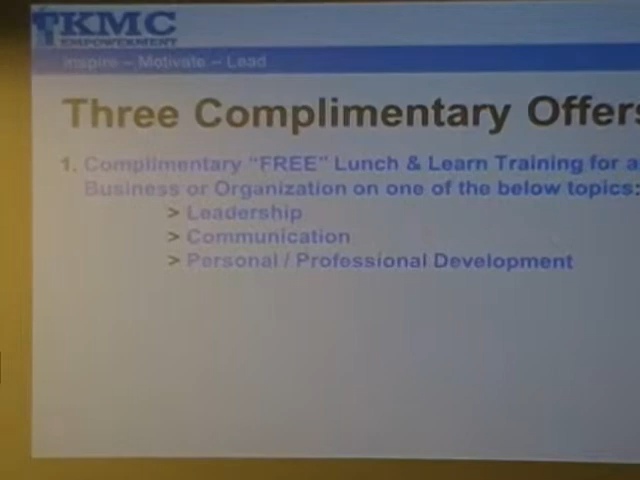 KMC
EMPOWERMENT
Inspire – Motivate – Lead
Three Complimentary Offers
1. Complimentary “FREE” Lunch & Learn Training for a
Business or Organization on one of the below topics:
> Leadership
> Communication
> Personal / Professional Development